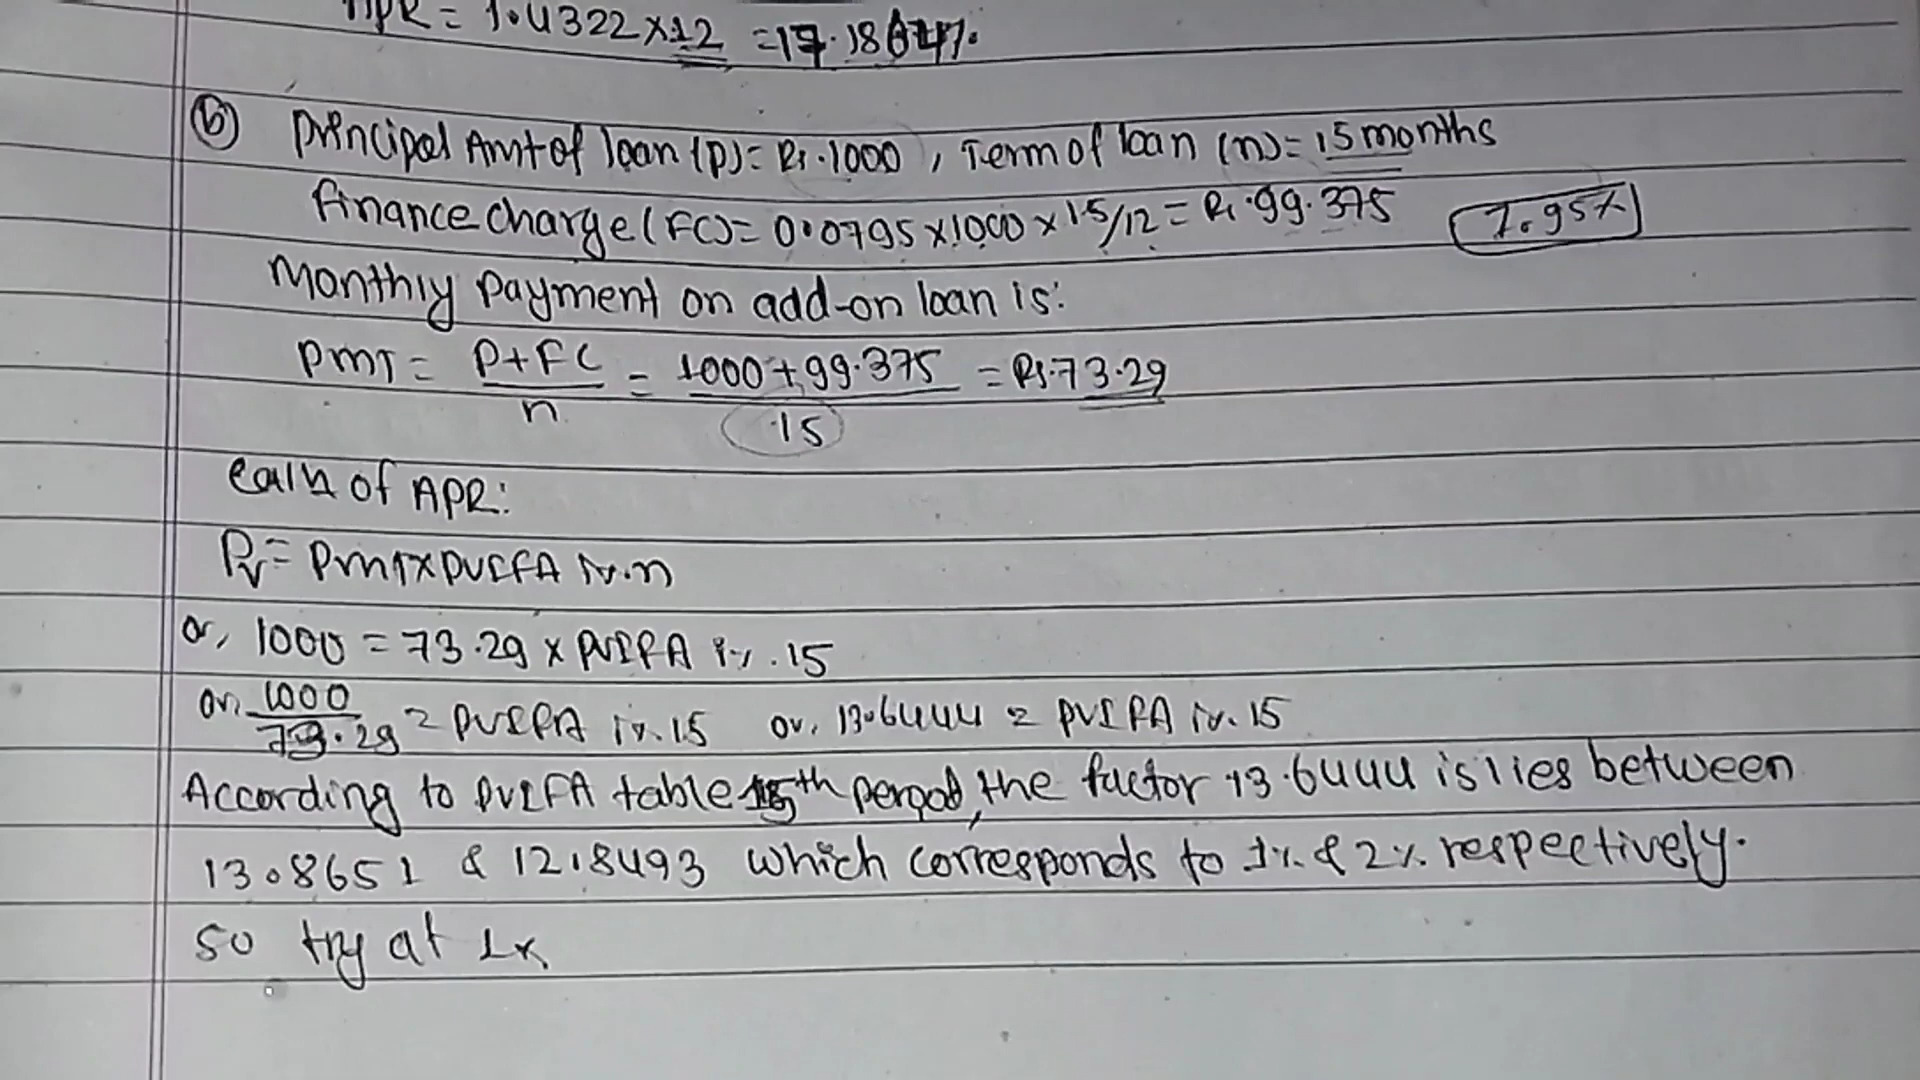 APR = 1.4322 x 12 = 17.1864%.
(b) Principal Amt of loan (P) = Rs.1000, Term of loan (n) = 15 months
finance charge (FC) = 0.0795 x 1000 x 15/12 = Rs.99.375 7.95%
Monthly payment on add-on loan is:
PMT = P+FC / n = 1000+99.375 / 15 = Rs.73.29
calⁿ of APR:
PV = PMT x PVIFA i%.n
or, 1000 = 73.29 x PVIFA i%.15
or, 1000 / 73.29 = PVIFA i%.15 or, 13.6444 = PVIFA i%.15
According to PVIFA table 15th period, the factor 13.6444 is lies between
13.8651 & 12.8493 which corresponds to 1% & 2% respectively.
so try at 1%